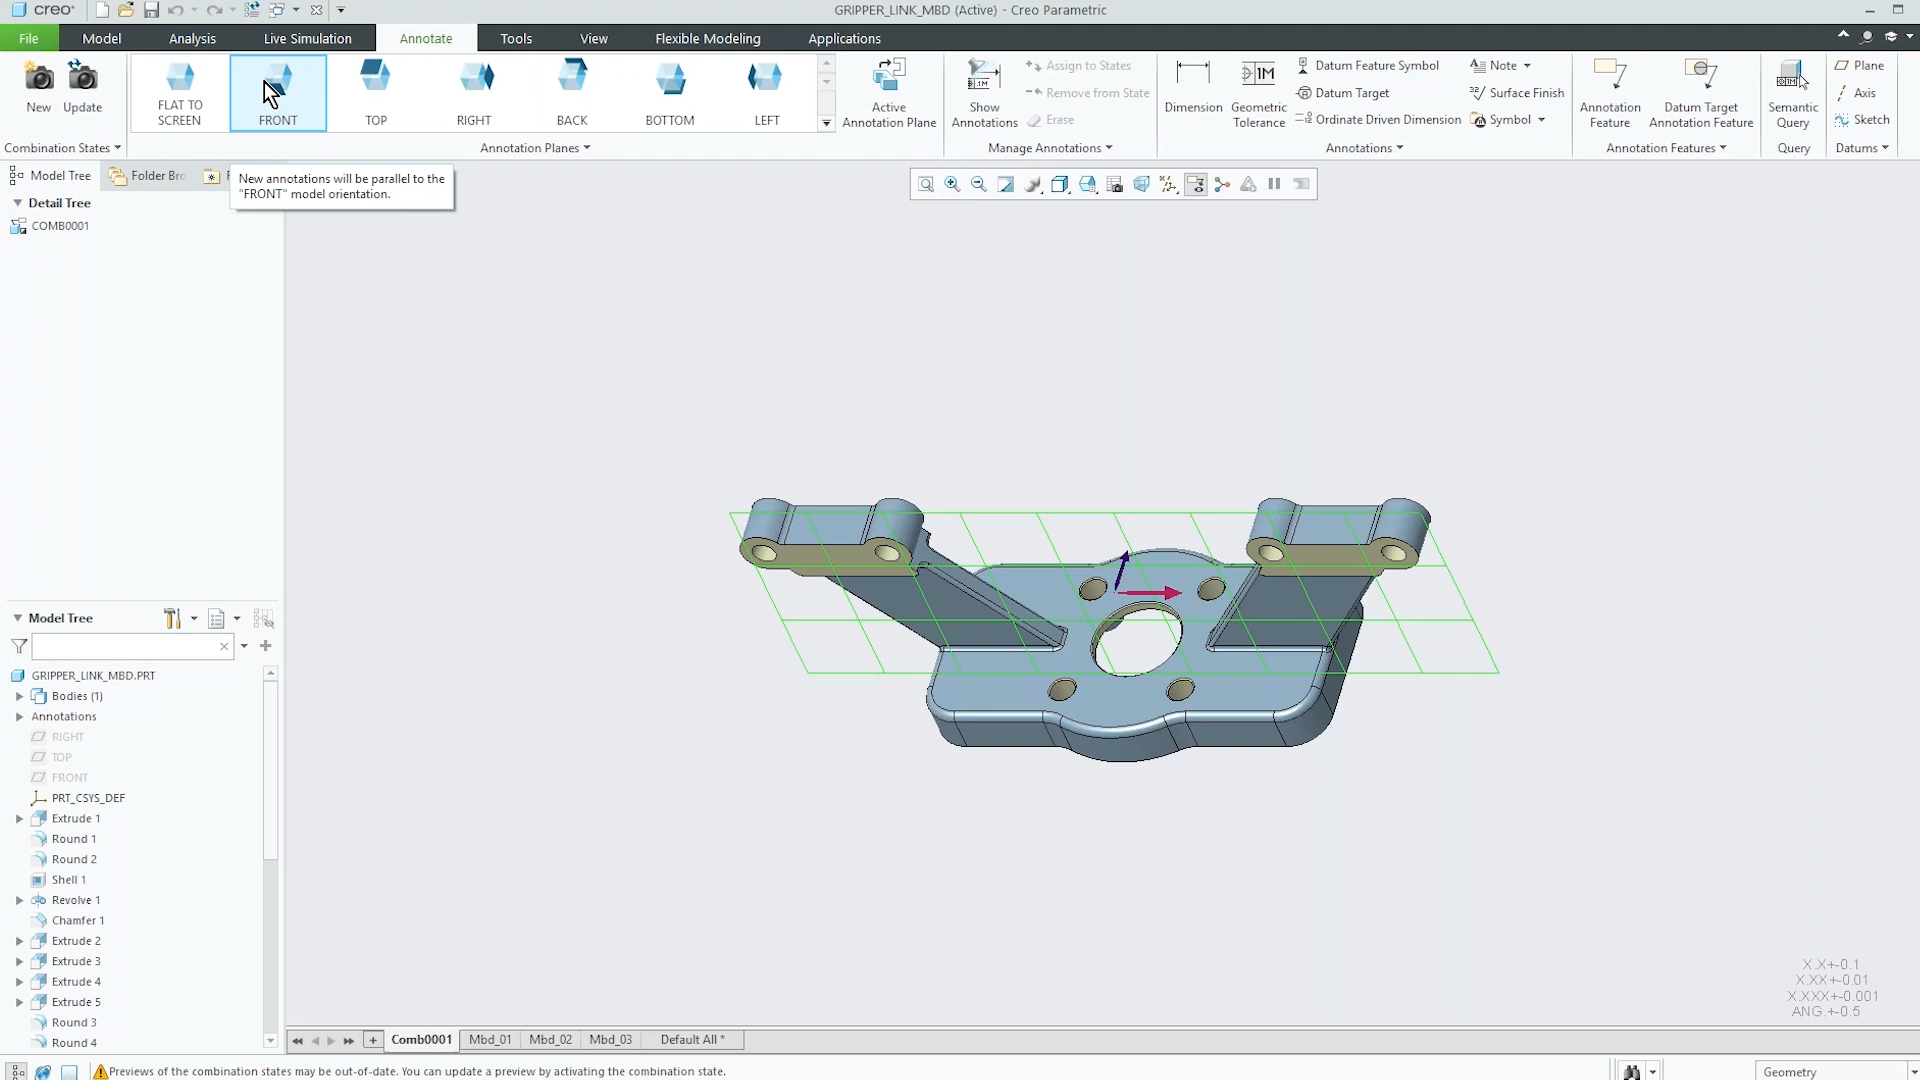 creo®
GRIPPER_LINK_MBD (Active) - Creo Parametric
File
Model
Analysis
Live Simulation
Annotate
Tools
View
Flexible Modeling
Applications
New
Update
Combination States
FLAT TO
SCREEN
FRONT
TOP
RIGHT
BACK
BOTTOM
LEFT
Annotation Planes
Active
Annotation Plane
Show
Annotations
Assign to States
Remove from State
Erase
Manage Annotations
Dimension
Geometric
Tolerance
Datum Feature Symbol
Datum Target
Ordinate Driven Dimension
Note
Surface Finish
Symbol
Annotations
Annotation
Feature
Datum Target
Annotation Feature
Annotation Features
Semantic
Query
Query
Plane
Axis
Sketch
Datums
Model Tree
Folder Bro
New annotations will be parallel to the
"FRONT" model orientation.
Detail Tree
COMB0001
Model Tree
GRIPPER_LINK_MBD.PRT
Bodies (1)
Annotations
RIGHT
TOP
FRONT
PRT_CSYS_DEF
Extrude 1
Round 1
Round 2
Shell 1
Revolve 1
Chamfer 1
Extrude 2
Extrude 3
Extrude 4
Extrude 5
Round 3
Round 4
X.X+-0.1
X.XX+-0.01
X.XXX+-0.001
ANG.+-0.5
Comb0001
Mbd_01
Mbd_02
Mbd_03
Default All *
Previews of the combination states may be out-of-date. You can update a preview by activating the combination state.
Geometry